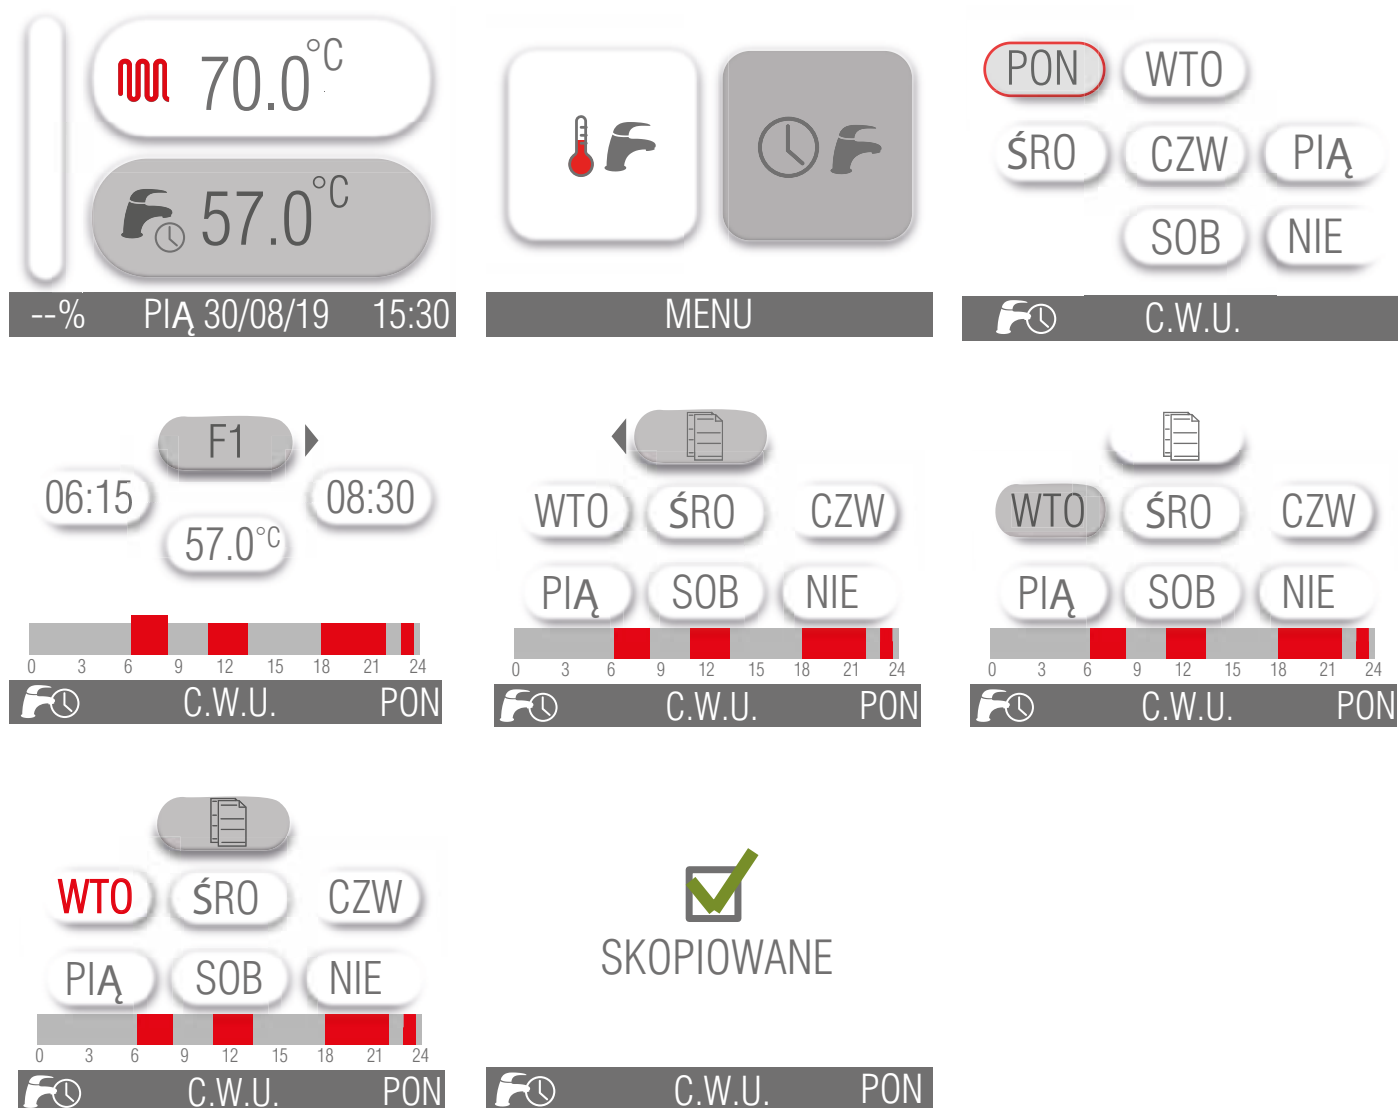 70.0°C
57.0°C
--% PIĄ 30/08/19 15:30
MENU
PON WTO
ŚRO CZW PIĄ
SOB NIE
C.W.U.
F1
06:15 08:30
57.0°C
0 3 6 9 12 15 18 21 24
C.W.U. PON
WTO ŚRO CZW
PIĄ SOB NIE
0 3 6 9 12 15 18 21 24
C.W.U. PON
WTO ŚRO CZW
PIĄ SOB NIE
0 3 6 9 12 15 18 21 24
C.W.U. PON
WTO ŚRO CZW
PIĄ SOB NIE
0 3 6 9 12 15 18 21 24
C.W.U. PON
SKOPIOWANE
C.W.U. PON